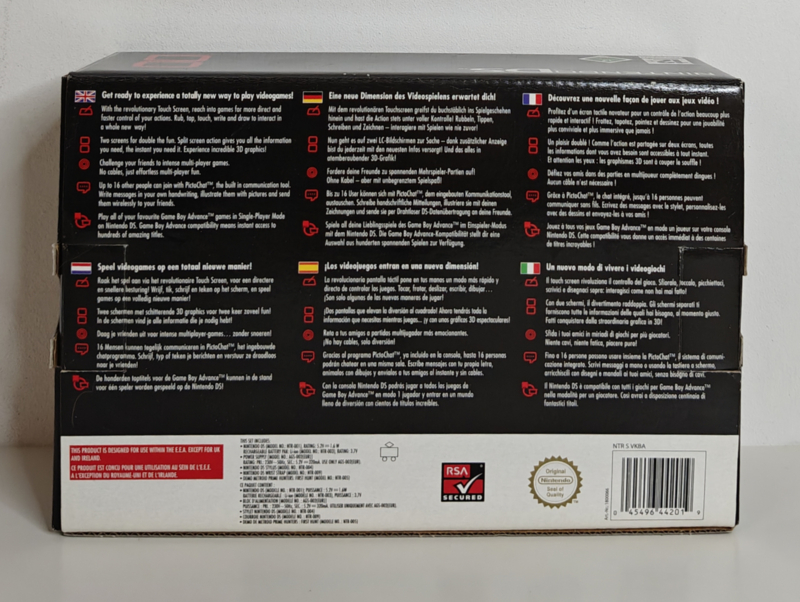 Get ready to experience a totally new way to play videogames!
With the revolutionary Touch Screen, reach into games for more direct and
faster control of your actions. Rub, tap, touch, write and draw to interact in
a whole new way!
Two screens for double the fun. Split screen action gives you all the information
you need, the instant you need it. Experience incredible 3D graphics!
Challenge your friends to intense multi-player games.
No cables, just effortless multi-player fun.
Up to 16 other people can join with PictoChat™, the built in communication tool.
Write messages in your own handwriting, illustrate them with pictures and send
them wirelessly to your friends.
Play all of your favourite Game Boy Advance™ games in Single-Player Mode
on Nintendo DS. Game Boy Advance compatibility means instant access to
hundreds of amazing titles.
Eine neue Dimension des Videospielens erwartet dich!
Mit dem revolutionären Touchscreen greifst du buchstäblich ins Spielgeschehen
hinein und hast die Action stets unter voller Kontrolle! Rubbeln, Tippen,
Schreiben und Zeichnen – interagiere mit Spielen wie nie zuvor!
Nun geht es auf zwei LC-Bildschirmen zur Sache – dank zusätzlicher Anzeige
bist du jederzeit mit den neuesten Infos versorgt! Und das alles in
atemberaubender 3D-Grafik!
Fordere deine Freunde zu spannenden Mehrspieler-Partien auf!
Ohne Kabel – aber mit unbegrenztem Spielspaß!
Bis zu 16 User können sich mit PictoChat™, dem eingebauten Kommunikationstool,
austauschen. Schreibe handschriftliche Mitteilungen, illustriere sie mit deinen
Zeichnungen und sende sie per Drahtloser DS-Datenübertragung an deine Freunde.
Spiele all deine Lieblingsspiele des Game Boy Advance™ im Einspieler-Modus
mit dem Nintendo DS. Die Game Boy Advance-Kompatibilität stellt dir eine
Auswahl aus hunderten spannenden Spielen zur Verfügung.
Découvrez une nouvelle façon de jouer aux jeux vidéo !
Profitez d'un écran tactile novateur pour un contrôle de l'action beaucoup plus
rapide et interactif ! Frottez, tapotez, pointez et dessinez pour une jouabilité
plus conviviale et plus immersive que jamais !
Un plaisir doublé ! Comme l'action est partagée sur deux écrans, toutes
les informations dont vous avez besoin sont accessibles à tout instant.
Et attention les yeux : les graphismes 3D sont à couper le souffle !
Défiez vos amis dans des parties en multijoueur complètement dingues !
Aucun câble n'est nécessaire !
Grâce à PictoChat™, le chat intégré, jusqu'à 16 personnes peuvent
communiquer sans fil. Écrivez des messages avec le stylet, personnalisez-les
avec des dessins et envoyez-les à vos amis !
Jouez à tous vos jeux Game Boy Advance™ en mode un joueur sur votre console
Nintendo DS. Cette compatibilité vous donne un accès immédiat à des centaines
de titres incroyables !
Speel videogames op een totaal nieuwe manier!
Raak het spel aan via het revolutionaire Touch Screen, voor een directere
en snellere besturing! Wrijf, tik, schrijf en teken op het scherm, en speel
games op een volledig nieuwe manier!
Twee schermen met schitterende 3D graphics voor twee keer zoveel fun!
In de schermen vind je alle informatie die je nodig hebt!
Daag je vrienden uit voor intense multiplayer-games... zonder snoeren!
16 Mensen kunnen tegelijk communiceren in PictoChat™, het ingebouwde
chatprogramma. Schrijf, typ of teken je berichten en verstuur ze draadloos
naar je vrienden!
De honderden toptitels voor de Game Boy Advance™ kunnen in de stand
voor één speler worden gespeeld op de Nintendo DS!
¡Los videojuegos entran en una nueva dimensión!
La revolucionaria pantalla táctil pone en tus manos un modo más rápido y
directo de controlar los juegos. Tocar, frotar, deslizar, escribir, dibujar...
¡Son solo algunas de las nuevas maneras de jugar!
¡Dos pantallas que elevan la diversión al cuadrado! Ahora tendrás toda la
información que necesitas mientras juegas... ¡y con unas gráficas 3D espectaculares!
Reta a tus amigos a partidas multijugador más emocionantes.
¡No hay cables, solo diversión!
Gracias al programa PictoChat™, ya incluido en la consola, hasta 16 personas
podrán chatear en una misma sala. Escribe mensajes con tu propia letra,
anímalos con dibujos y envíalos a tus amigos al instante, ¡sin cables!
Con la consola Nintendo DS podrás jugar a todos los juegos de
Game Boy Advance™ en modo 1 jugador y entrar en un mundo
lleno de diversión con cientos de títulos increíbles.
Un nuovo modo di vivere i videogiochi
Il touch screen rivoluziona il controllo del gioco. Sfioralo, toccalo, picchiettaci,
scrivici e disegnaci sopra: interagisci come non hai mai fatto!
Con due schermi, il divertimento raddoppia. Gli schermi separati ti
forniscono tutte le informazioni delle quali hai bisogno, al momento giusto.
Fatti conquistare dalla straordinaria grafica in 3D!
Sfida i tuoi amici in miriadi di giochi per più giocatori.
Niente cavi, niente fatica, piacere puro!
Fino a 16 persone possono usare insieme la PictoChat™, il sistema di comuni-
cazione integrato. Scrivi messaggi a mano o usando la tastiera a schermo,
arricchiscili con disegni e mandali ai tuoi amici, senza bisogno di cavi.
Il Nintendo DS è compatibile con tutti i giochi per Game Boy Advance™
nella modalità per un giocatore. Così avrai a disposizione centinaia di
fantastici titoli.
THIS PRODUCT IS DESIGNED FOR USE WITHIN THE E.E.A. EXCEPT FOR UK
AND IRELAND.
CE PRODUIT EST CONCU POUR UNE UTILISATION AU SEIN DE L'E.E.E.
A L'EXCEPTION DU ROYAUME-UNI ET DE L'IRLANDE.
THIS SET INCLUDES:
CE PAQUET CONTIENT
RSA
SECURED
Original
Nintendo
Seal of
Quality
NTR S VKBA
0 45496 44201 9